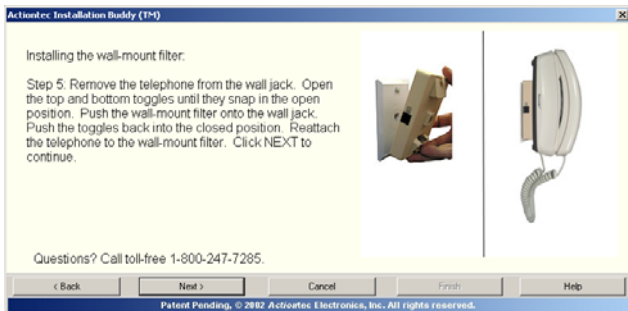 Actiontec Installation Buddy (TM)
Installing the wall-mount filter:
Step 5: Remove the telephone from the wall jack. Open
the top and bottom toggles until they snap in the open
position. Push the wall-mount filter onto the wall jack.
Push the toggles back into the closed position. Reattach
the telephone to the wall-mount filter. Click NEXT to
continue.
Questions? Call toll-free 1-800-247-7285.
< Back Next > Cancel Finish Help
Patent Pending, © 2002 Actiontec Electronics, Inc. All rights reserved.